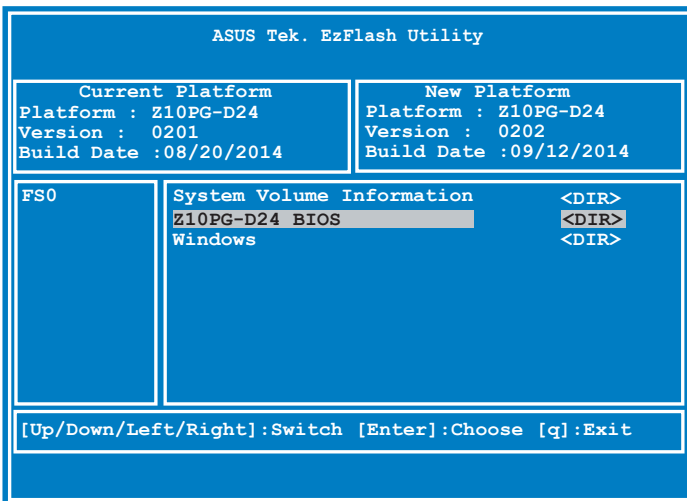 ASUS Tek. EzFlash Utility
Current Platform
Platform : Z10PG-D24
Version : 0201
Build Date :08/20/2014
New Platform
Platform : Z10PG-D24
Version : 0202
Build Date :09/12/2014
FS0
System Volume Information <DIR>
Z10PG-D24 BIOS <DIR>
Windows <DIR>
[Up/Down/Left/Right]:Switch [Enter]:Choose [q]:Exit